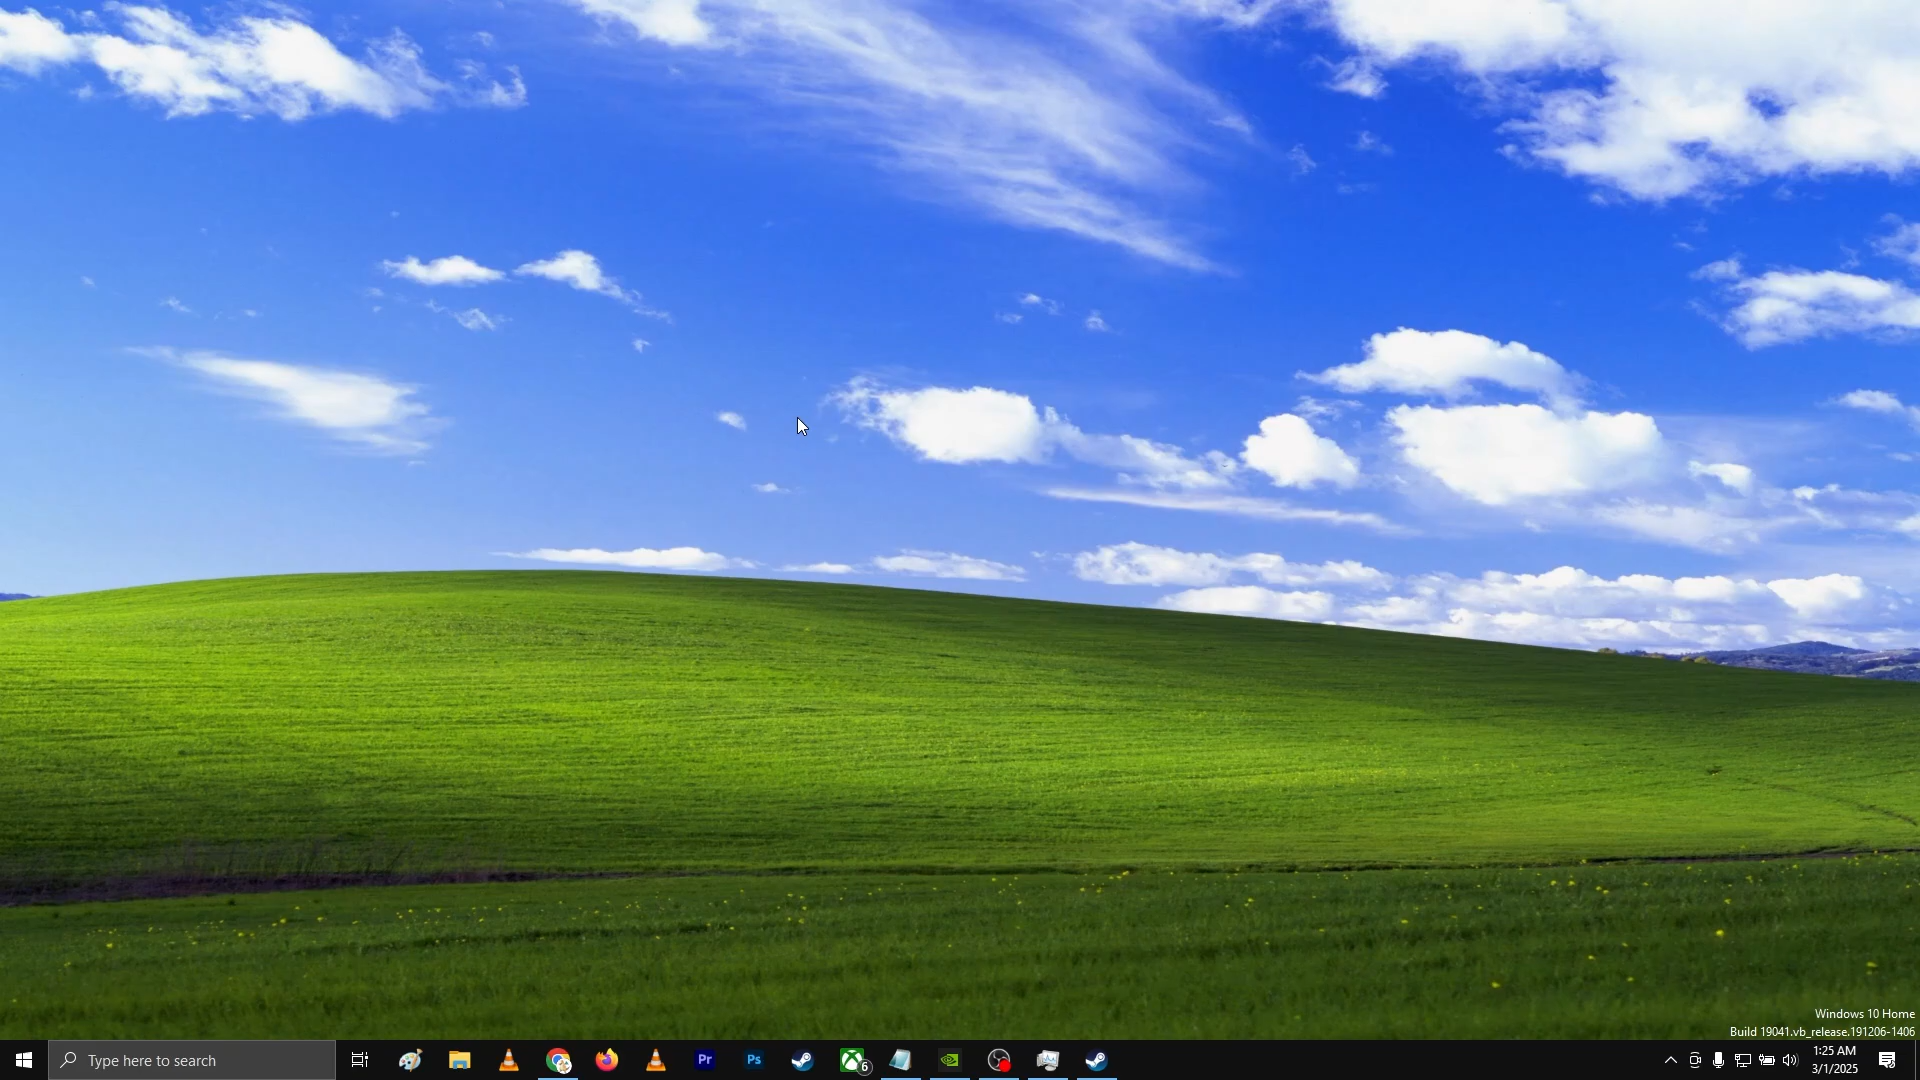 Windows 10 Home
Build 19041.vb_release.191206-1406
Type here to search
Pr
Ps
6
1:25 AM
3/1/2025